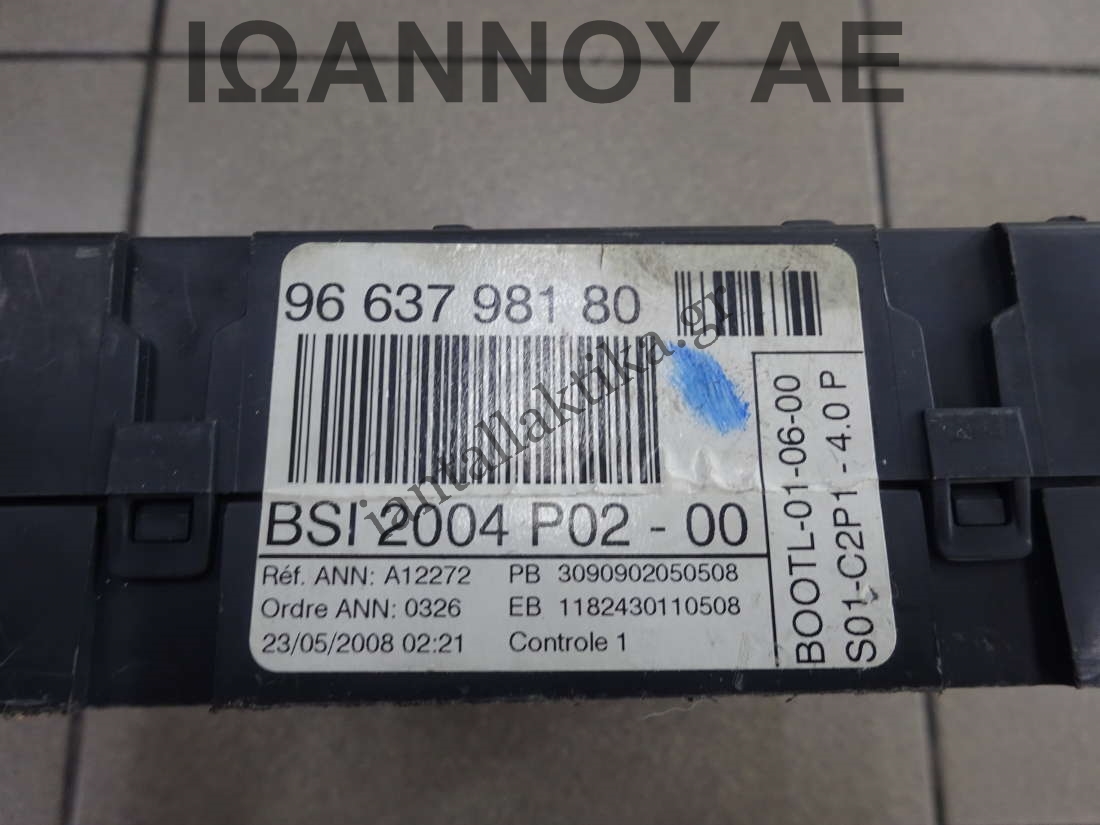 ΙΩΑΝΝΟΥ ΑΕ
96 637 981 80
BSI 2004 P02 - 00
Réf. ANN: A12272 PB 3090902050508
Ordre ANN: 0326 EB 1182430110508
23/05/2008 02:21 Controle 1
BOOTL-01-06-00
S01-C2P1 - 4.0 P
iantallaktika.gr